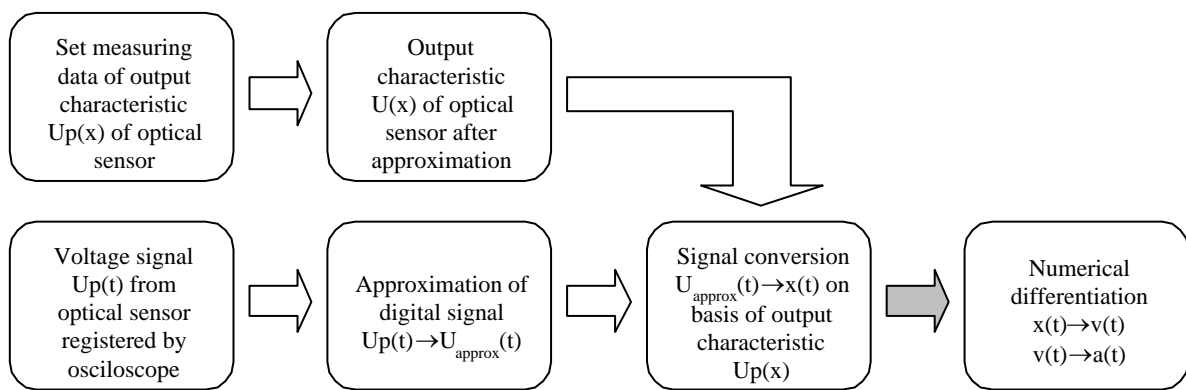 Set measuring
data of output
characteristic
Up(x) of optical
sensor
Output
characteristic
U(x) of optical
sensor after
approximation
Voltage signal
Up(t) from
optical sensor
registered by
osciloscope
Approximation of
digital signal
Up(t)→U_approx(t)
Signal conversion
U_approx(t)→x(t) on
basis of output
characteristic
Up(x)
Numerical
differentiation
x(t)→v(t)
v(t)→a(t)